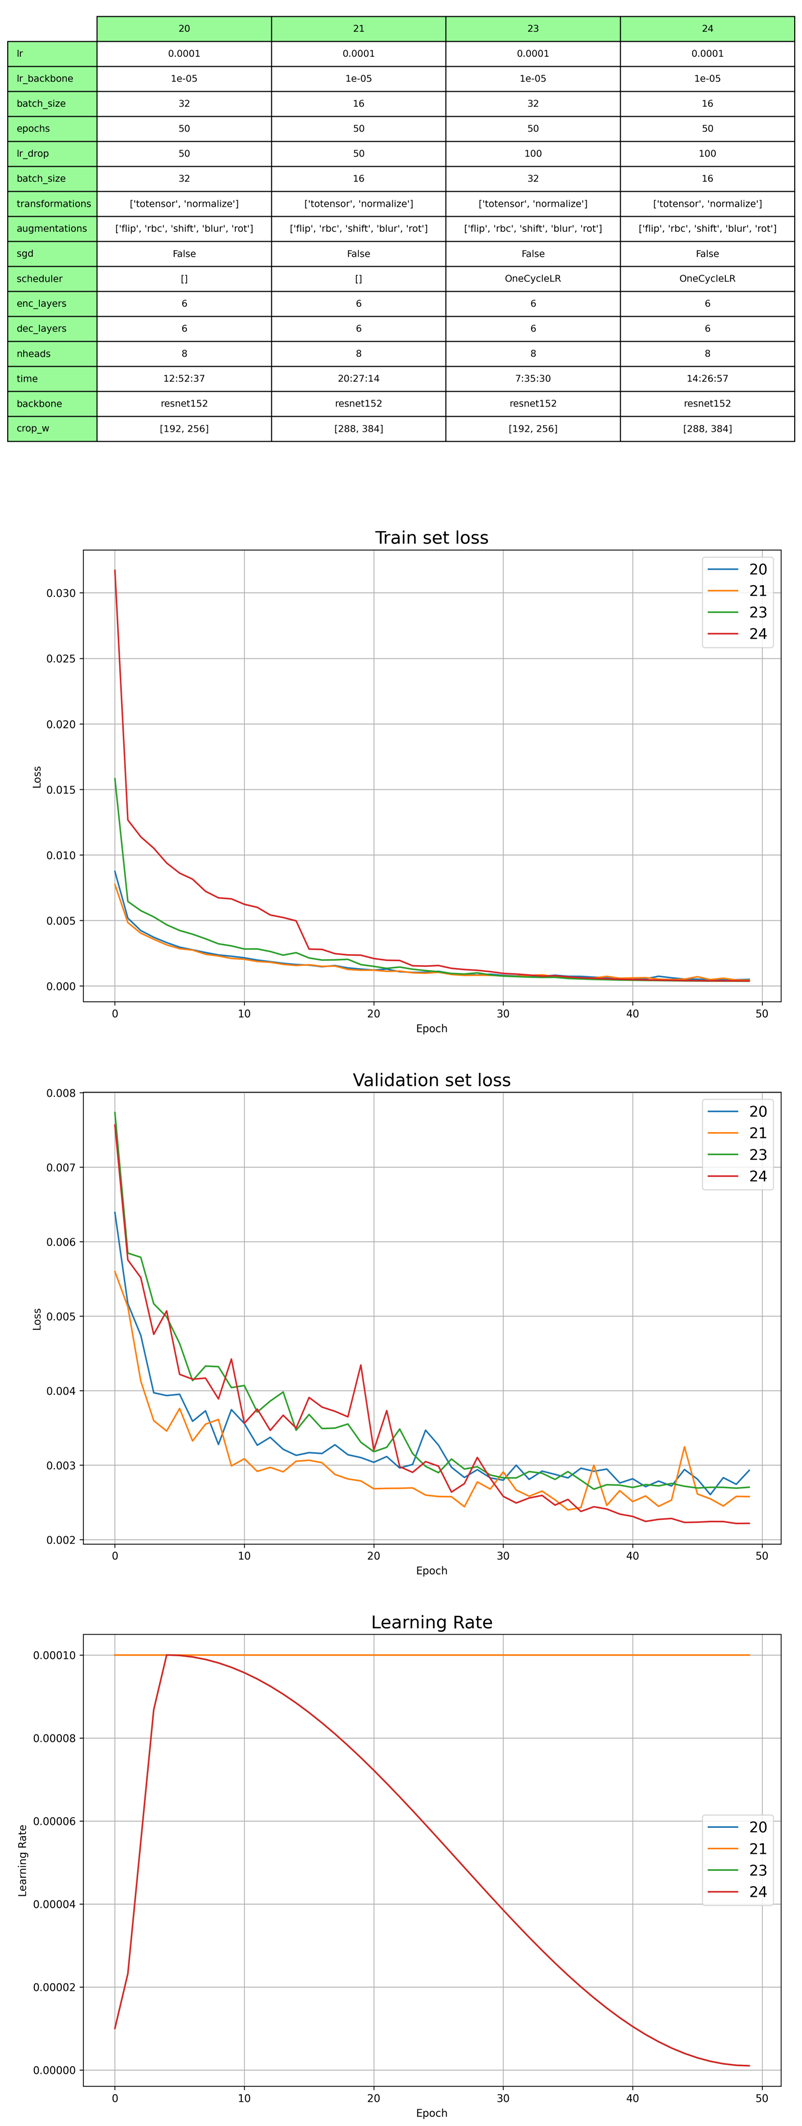 20 21 23 24
lr 0.0001 0.0001 0.0001 0.0001
lr_backbone 1e-05 1e-05 1e-05 1e-05
batch_size 32 16 32 16
epochs 50 50 50 50
lr_drop 50 50 100 100
batch_size 32 16 32 16
transformations ['totensor', 'normalize'] ['totensor', 'normalize'] ['totensor', 'normalize'] ['totensor', 'normalize']
augmentations ['flip', 'rbc', 'shift', 'blur', 'rot'] ['flip', 'rbc', 'shift', 'blur', 'rot'] ['flip', 'rbc', 'shift', 'blur', 'rot'] ['flip', 'rbc', 'shift', 'blur', 'rot']
sgd False False False False
scheduler [] [] OneCycleLR OneCycleLR
enc_layers 6 6 6 6
dec_layers 6 6 6 6
nheads 8 8 8 8
time 12:52:37 20:27:14 7:35:30 14:26:57
backbone resnet152 resnet152 resnet152 resnet152
crop_w [192, 256] [288, 384] [192, 256] [288, 384]
Train set loss
0.030
0.025
0.020
0.015
0.010
0.005
0.000
Loss
20
21
23
24
0 10 20 30 40 50
Epoch
Validation set loss
0.008
0.007
0.006
0.005
0.004
0.003
0.002
Loss
20
21
23
24
0 10 20 30 40 50
Epoch
Learning Rate
0.00010
0.00008
0.00006
0.00004
0.00002
0.00000
Learning Rate
20
21
23
24
0 10 20 30 40 50
Epoch